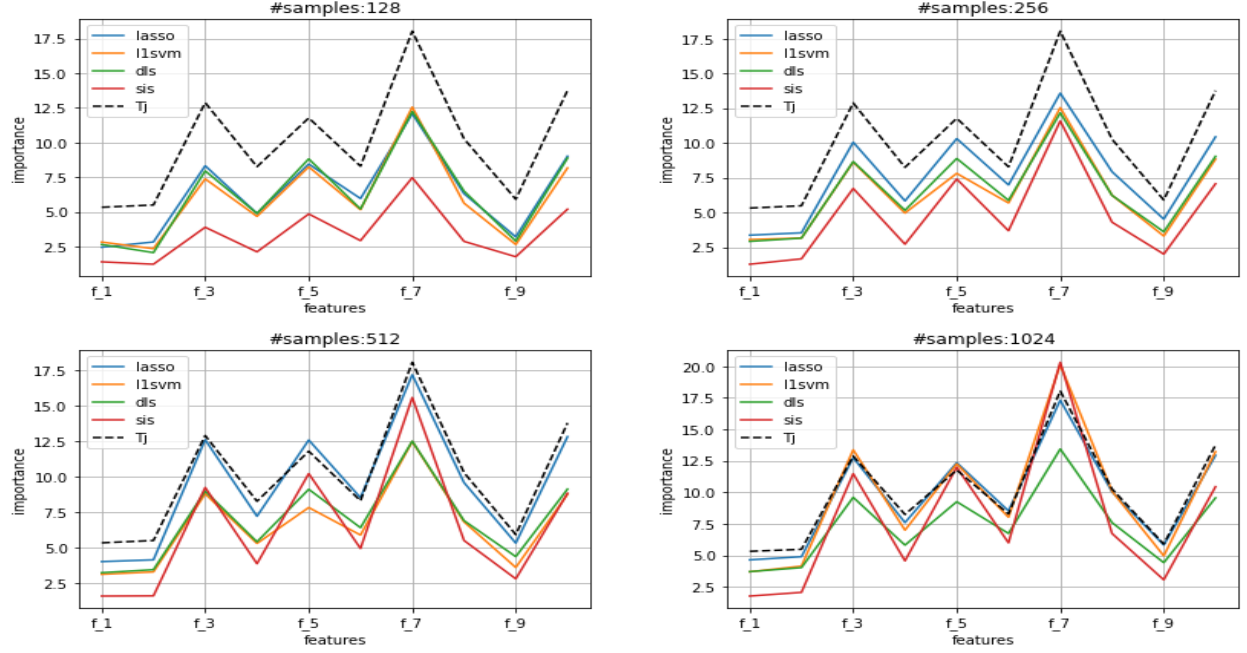 #samples:128
lasso
l1svm
dls
sis
Tj
17.5
15.0
12.5
10.0
7.5
5.0
2.5
importance
f_1 f_3 f_5 f_7 f_9
features
#samples:256
lasso
l1svm
dls
sis
Tj
17.5
15.0
12.5
10.0
7.5
5.0
2.5
importance
f_1 f_3 f_5 f_7 f_9
features
#samples:512
lasso
l1svm
dls
sis
Tj
17.5
15.0
12.5
10.0
7.5
5.0
2.5
importance
f_1 f_3 f_5 f_7 f_9
features
#samples:1024
lasso
l1svm
dls
sis
Tj
20.0
17.5
15.0
12.5
10.0
7.5
5.0
2.5
importance
f_1 f_3 f_5 f_7 f_9
features